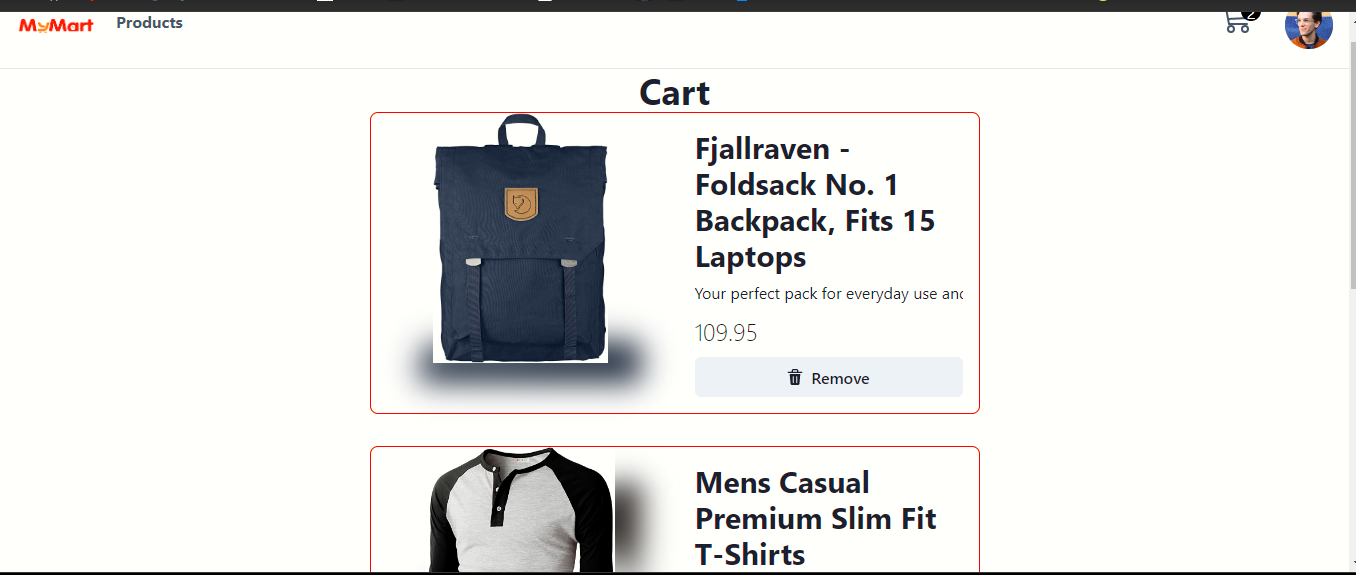 MyMart
Products
2
Cart
Fjallraven -
Foldsack No. 1
Backpack, Fits 15
Laptops
Your perfect pack for everyday use and
109.95
Remove
Mens Casual
Premium Slim Fit
T-Shirts